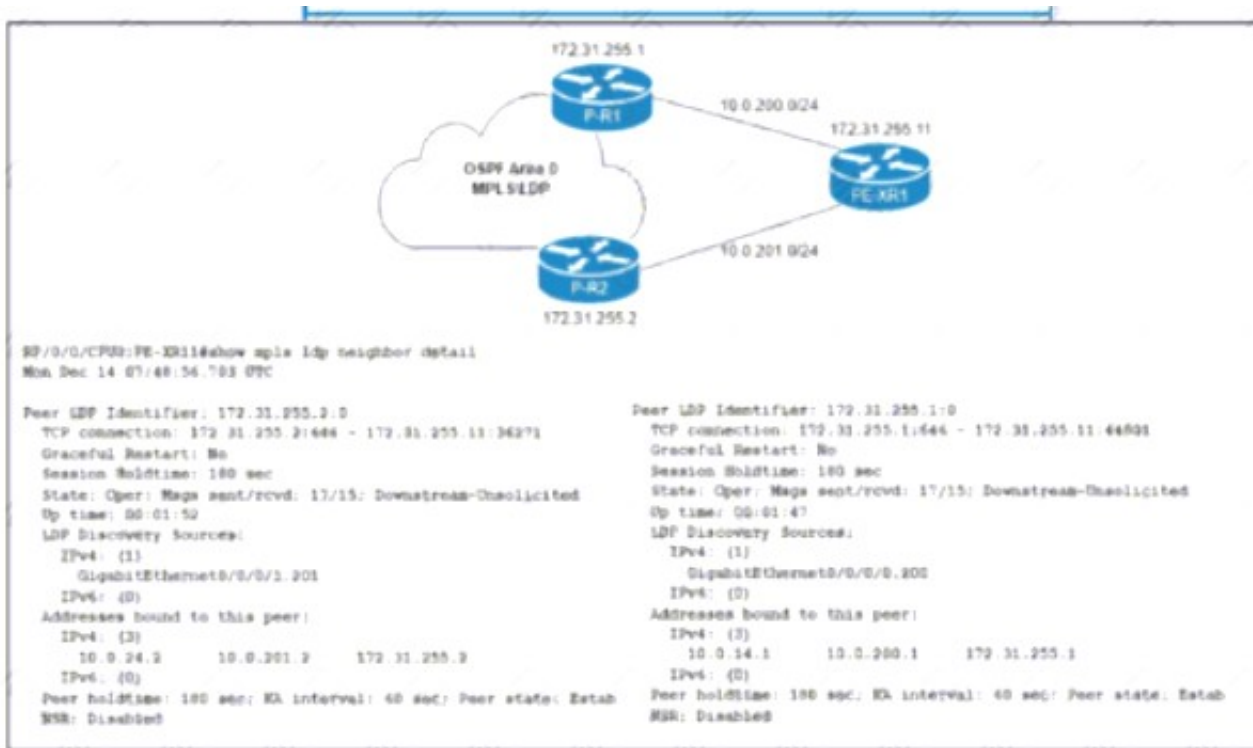 172.31.255.1
P-R1
10.0.200.0/24
172.31.255.11
OSPF Area 0
MPLS\LDP
PE-XR1
10.0.201.0/24
P-R2
172.31.255.2
RP/0/0/CPU0:PE-XR11#show mpls ldp neighbor detail
Mon Dec 14 07:48:56.703 UTC
Peer LDP Identifier: 172.31.255.2:0
TCP connection: 172.31.255.2:646 - 172.31.255.11:36271
Graceful Restart: No
Session Holdtime: 180 sec
State: Oper; Msgs sent/rcvd: 17/15; Downstream-Unsolicited
Up time: 00:01:52
LDP Discovery Sources:
IPv4: (1)
GigabitEthernet0/0/0/1.201
IPv6: (0)
Addresses bound to this peer:
IPv4: (3)
10.0.24.2 10.0.201.2 172.31.255.2
IPv6: (0)
Peer holdtime: 180 sec; KA interval: 60 sec; Peer state: Estab
NSR: Disabled
Peer LDP Identifier: 172.31.255.1:0
TCP connection: 172.31.255.1:646 - 172.31.255.11:44801
Graceful Restart: No
Session Holdtime: 180 sec
State: Oper; Msgs sent/rcvd: 17/15; Downstream-Unsolicited
Up time: 00:01:47
LDP Discovery Sources:
IPv4: (1)
GigabitEthernet0/0/0/0.200
IPv6: (0)
Addresses bound to this peer:
IPv4: (3)
10.0.14.1 10.0.200.1 172.31.255.1
IPv6: (0)
Peer holdtime: 180 sec; KA interval: 60 sec; Peer state: Estab
NSR: Disabled